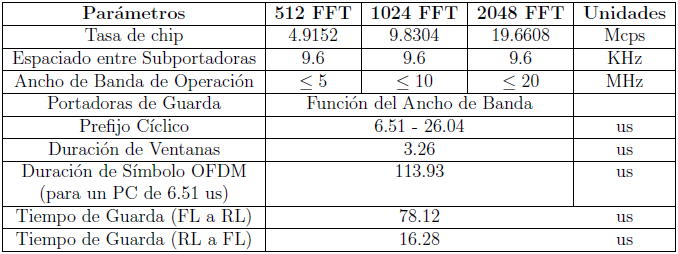 Parámetros 512 FFT 1024 FFT 2048 FFT Unidades
Tasa de chip 4.9152 9.8304 19.6608 Mcps
Espaciado entre Subportadoras 9.6 9.6 9.6 KHz
Ancho de Banda de Operación ≤ 5 ≤ 10 ≤ 20 MHz
Portadoras de Guarda Función del Ancho de Banda
Prefijo Cíclico 6.51 - 26.04 us
Duración de Ventanas 3.26 us
Duración de Símbolo OFDM 113.93 us
(para un PC de 6.51 us)
Tiempo de Guarda (FL a RL) 78.12 us
Tiempo de Guarda (RL a FL) 16.28 us